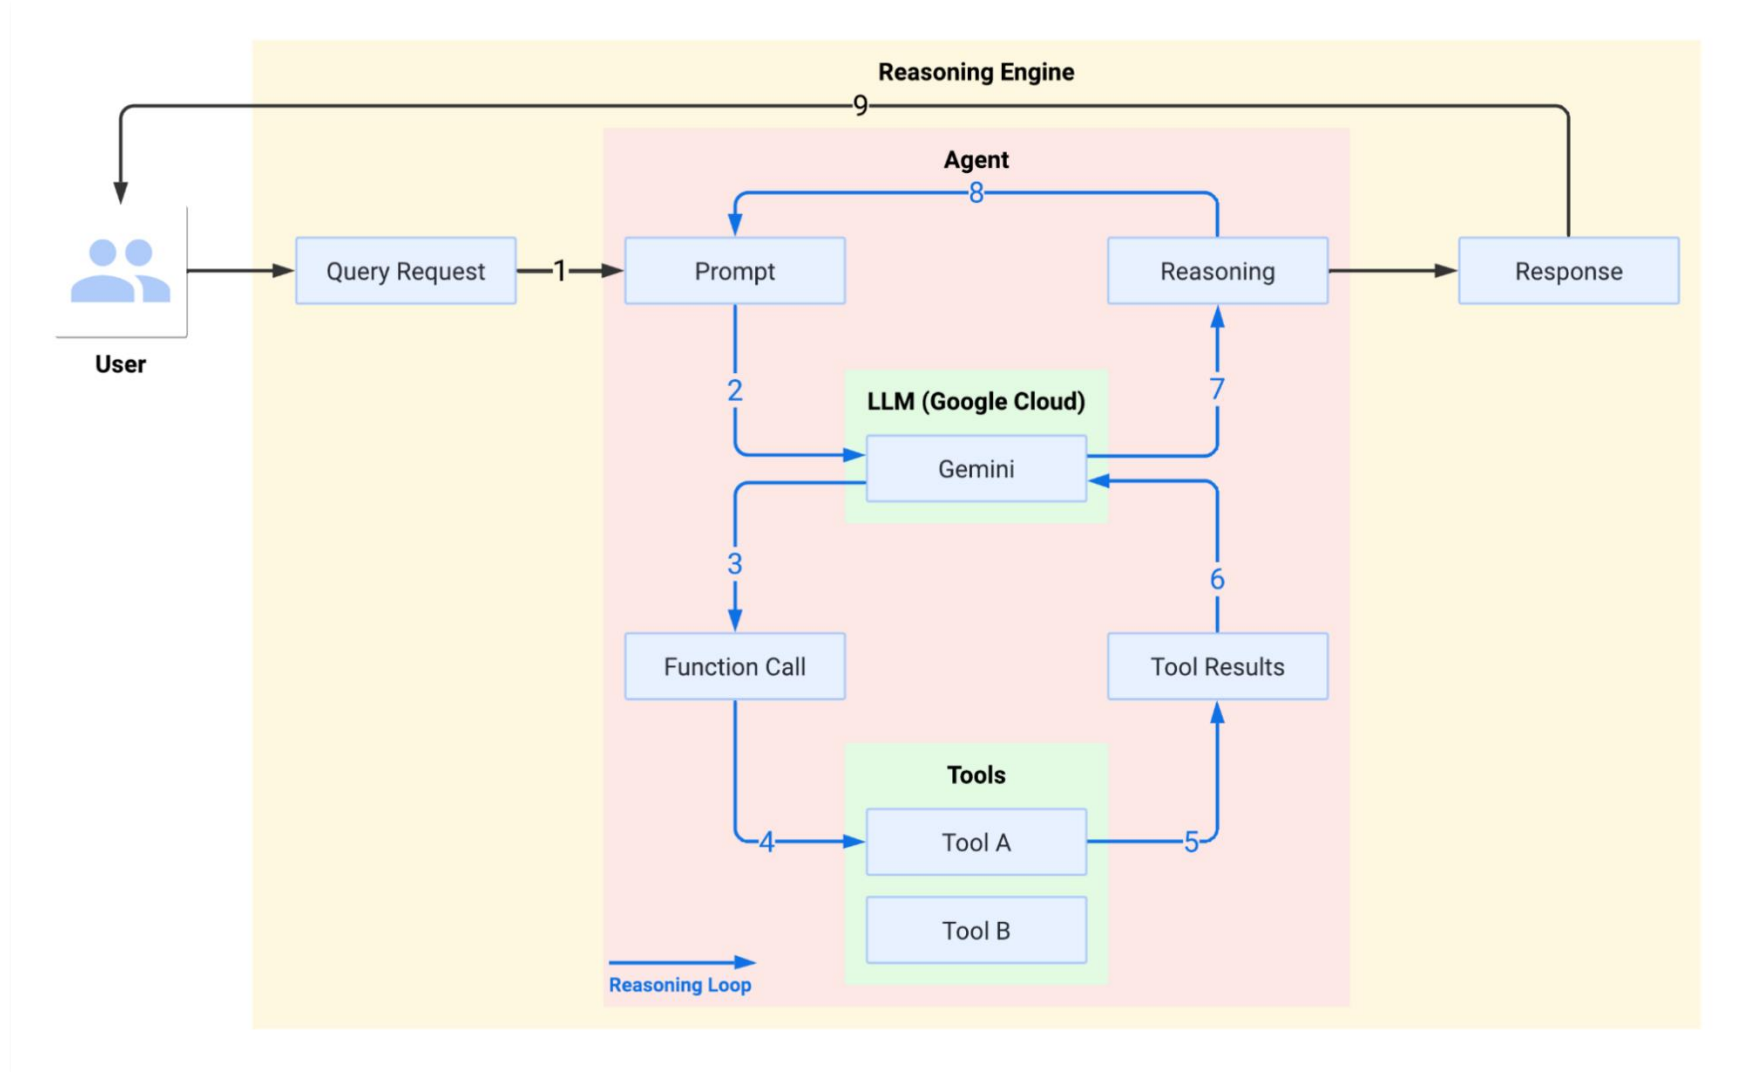 Reasoning Engine
9
Agent
8
User
Query Request
1
Prompt
Reasoning
Response
2
7
LLM (Google Cloud)
Gemini
3
6
Function Call
Tool Results
Tools
4
Tool A
5
Tool B
Reasoning Loop